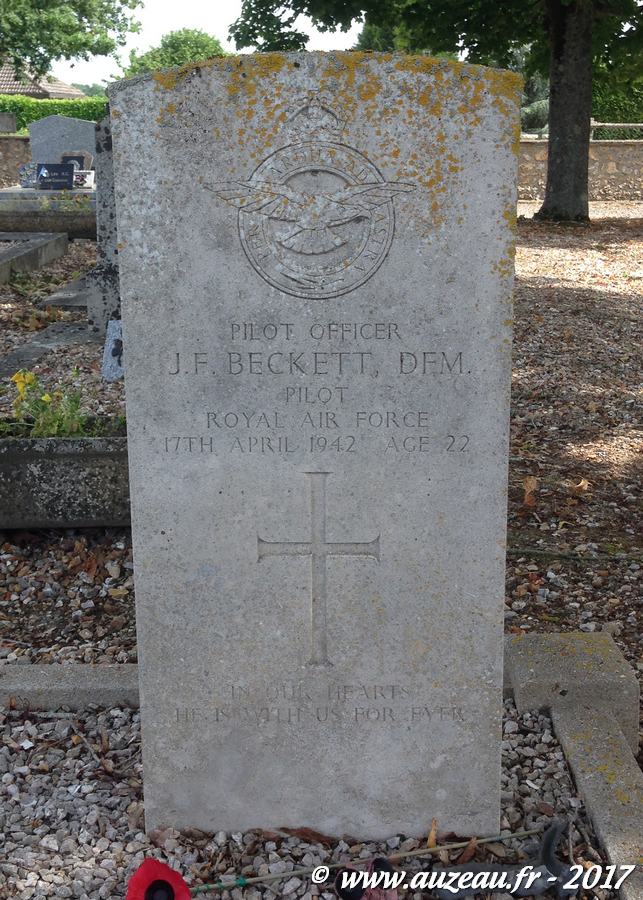 PILOT OFFICER
J.F. BECKETT, DFM.
PILOT
ROYAL AIR FORCE
17TH APRIL 1942 AGE 22
IN OUR HEARTS
HE IS WITH US FOR EVER
© www.auzeau.fr - 2017